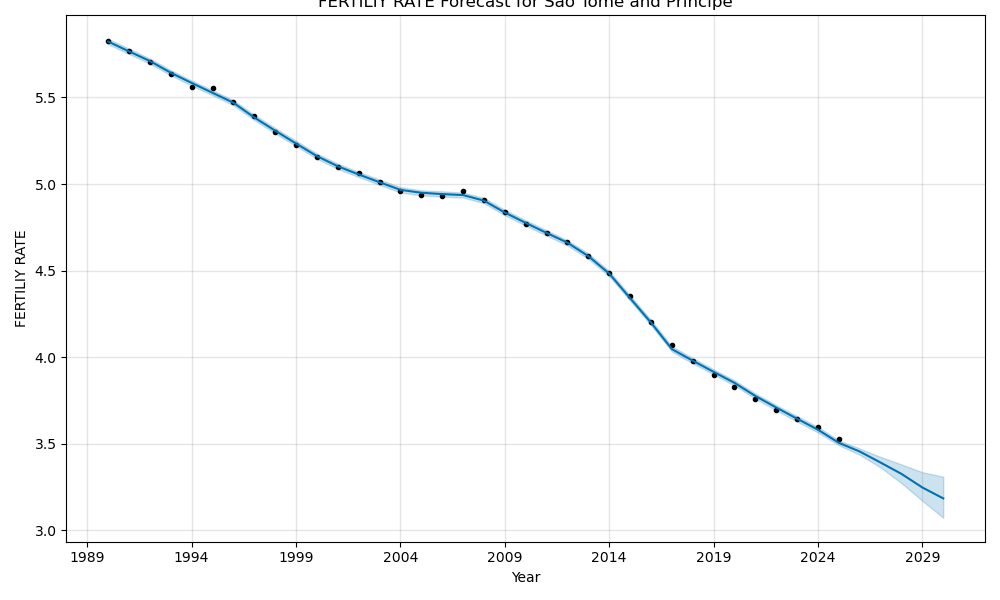 FERTILIY RATE Forecast for Sao Tome and Principe
5.5
5.0
4.5
4.0
3.5
3.0
FERTILIY RATE
1989 1994 1999 2004 2009 2014 2019 2024 2029
Year